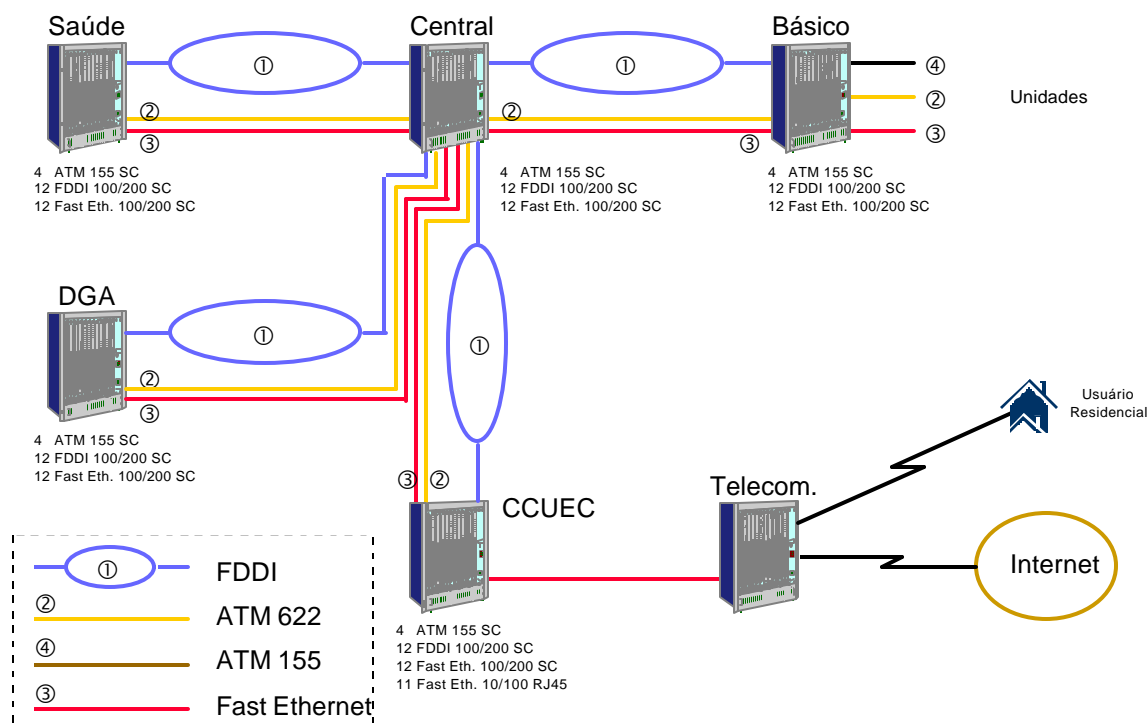 Saúde
Central
Básico
①
①
④
②
②
②
Unidades
③
③
③
4 ATM 155 SC
12 FDDI 100/200 SC
12 Fast Eth. 100/200 SC
4 ATM 155 SC
12 FDDI 100/200 SC
12 Fast Eth. 100/200 SC
4 ATM 155 SC
12 FDDI 100/200 SC
12 Fast Eth. 100/200 SC
DGA
①
①
②
③
4 ATM 155 SC
12 FDDI 100/200 SC
12 Fast Eth. 100/200 SC
Usuário
Residencial
③ ②
CCUEC
Telecom.
Internet
4 ATM 155 SC
12 FDDI 100/200 SC
12 Fast Eth. 100/200 SC
11 Fast Eth. 10/100 RJ45
① FDDI
② ATM 622
④ ATM 155
③ Fast Ethernet